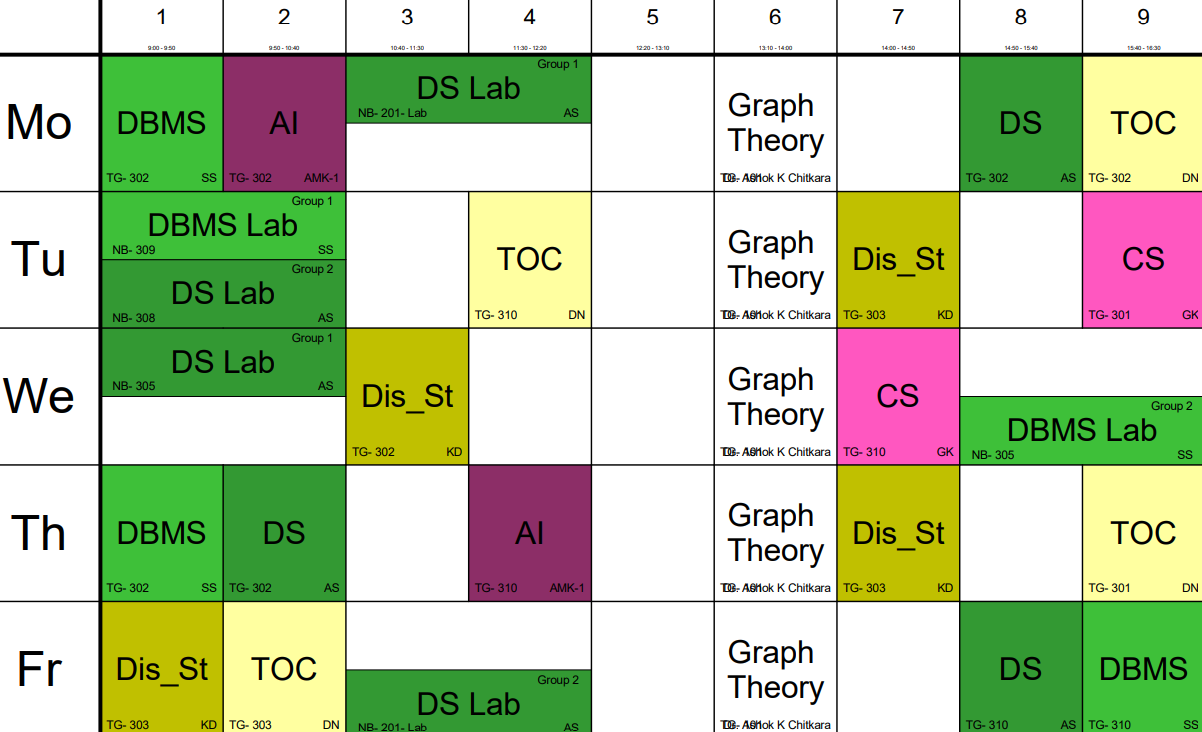 1 2 3 4 5 6 7 8 9
9:00 - 9:50 9:50 - 10:40 10:40 - 11:30 11:30 - 12:20 12:20 - 13:10 13:10 - 14:00 14:00 - 14:50 14:50 - 15:40 15:40 - 16:30
Mo
DBMS
TG- 302 SS
AI
TG- 302 AMK-1
Group 1
DS Lab
NB- 201- Lab AS
Graph
Theory
Ashok K Chitkara
DS
TG- 302 AS
TOC
TG- 302 DN
Tu
Group 1
DBMS Lab
NB- 309 SS
Group 2
DS Lab
NB- 308 AS
TOC
TG- 310 DN
Graph
Theory
Ashok K Chitkara
Dis_St
TG- 303 KD
CS
TG- 301 GK
We
Group 1
DS Lab
NB- 305 AS
Dis_St
TG- 302 KD
Graph
Theory
Ashok K Chitkara
CS
TG- 310 GK
Group 2
DBMS Lab
NB- 305 SS
Th
DBMS
TG- 302 SS
DS
TG- 302 AS
AI
TG- 310 AMK-1
Graph
Theory
Ashok K Chitkara
Dis_St
TG- 303 KD
TOC
TG- 301 DN
Fr
Dis_St
TG- 303 KD
TOC
TG- 303 DN
Group 2
DS Lab
NB- 201- Lab AS
Graph
Theory
Ashok K Chitkara
DS
TG- 310 AS
DBMS
TG- 310 SS